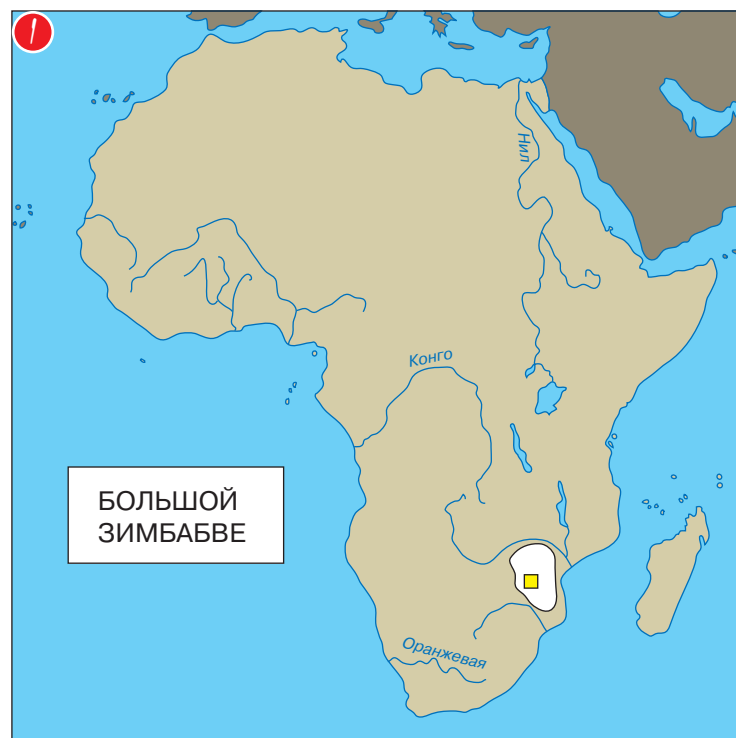 Нил
Конго
БОЛЬШОЙ
ЗИМБАБВЕ
Оранжевая